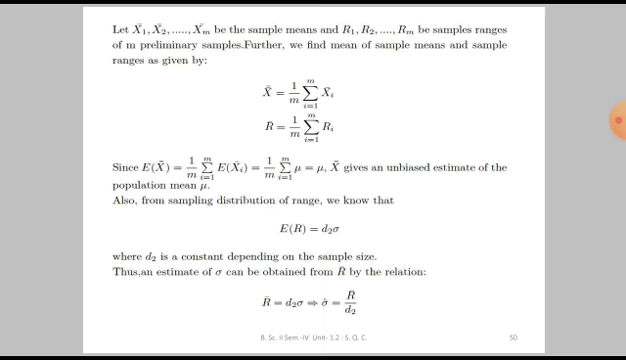 Let X̄₁, X̄₂, ....., X̄ₘ be the sample means and R₁, R₂, ...., Rₘ be samples ranges
of m preliminary samples.Further, we find mean of sample means and sample
ranges as given by:
X̿ = 1/m ∑_{i=1}^{m} X̄ᵢ
R̄ = 1/m ∑_{i=1}^{m} Rᵢ
Since E(X̿) = 1/m ∑_{i=1}^{m} E(X̄ᵢ) = 1/m ∑_{i=1}^{m} μ = μ, X̿ gives an unbiased estimate of the
population mean μ.
Also, from sampling distribution of range, we know that
E(R) = d₂σ
where d₂ is a constant depending on the sample size.
Thus,an estimate of σ can be obtained from R̄ by the relation:
R̄ = d₂σ ⇒ σ̂ = R̄/d₂
B. Sc. II Sem.-IV Unit- 1.2 : S. Q. C. 50